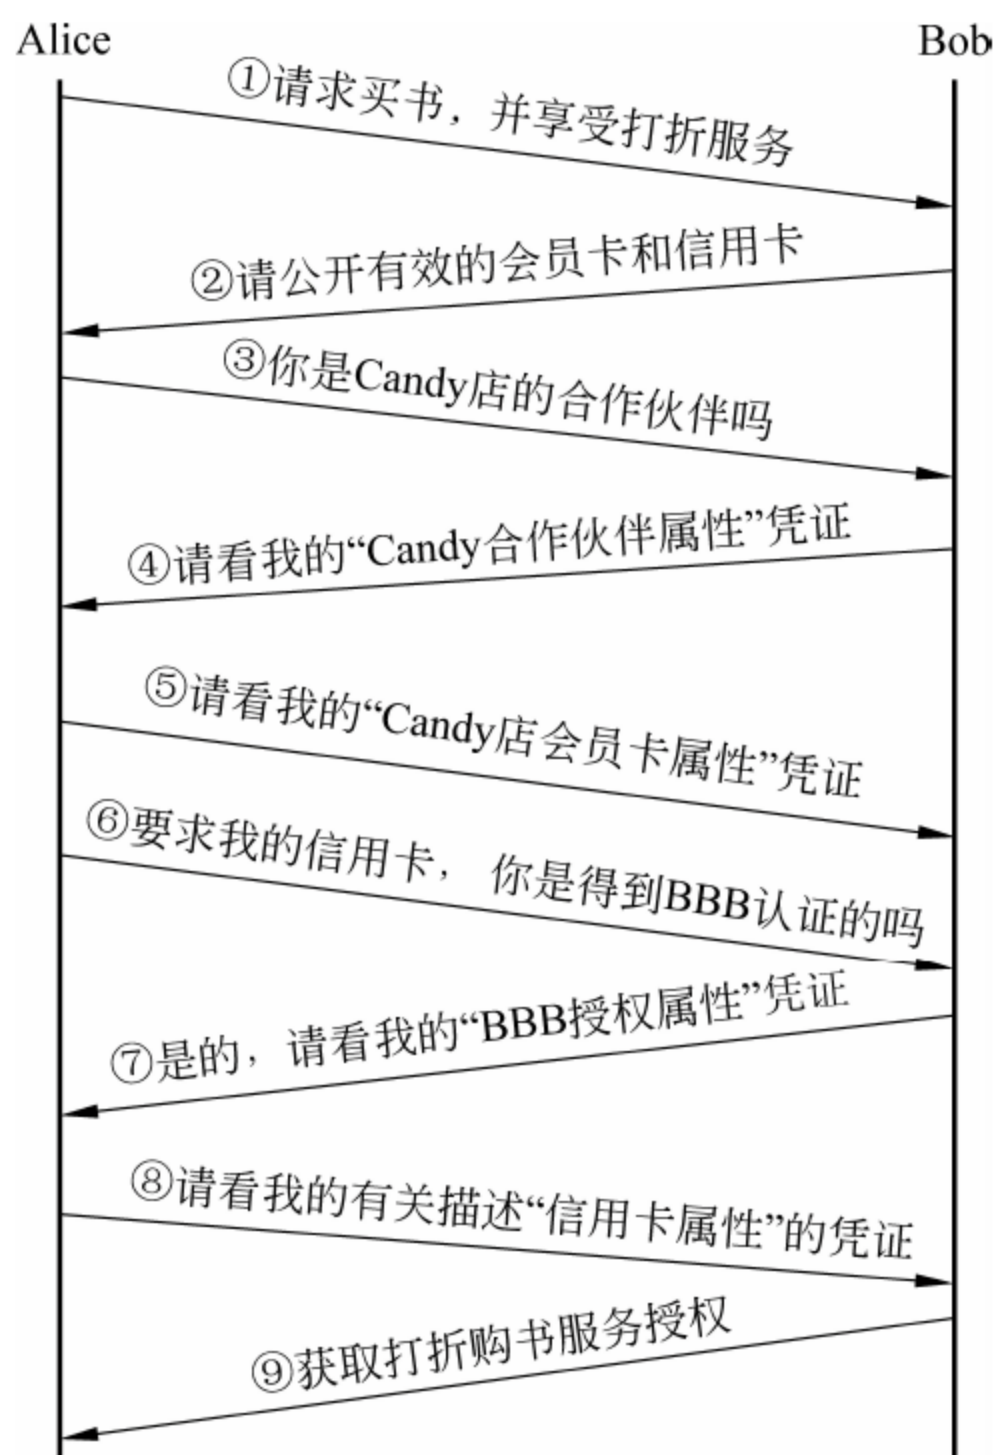 Alice
Bob
①请求买书，并享受打折服务
②请公开有效的会员卡和信用卡
③你是Candy店的合作伙伴吗
④请看我的“Candy合作伙伴属性”凭证
⑤请看我的“Candy店会员卡属性”凭证
⑥要求我的信用卡， 你是得到BBB认证的吗
⑦是的，请看我的“BBB授权属性”凭证
⑧请看我的有关描述“信用卡属性”的凭证
⑨获取打折购书服务授权